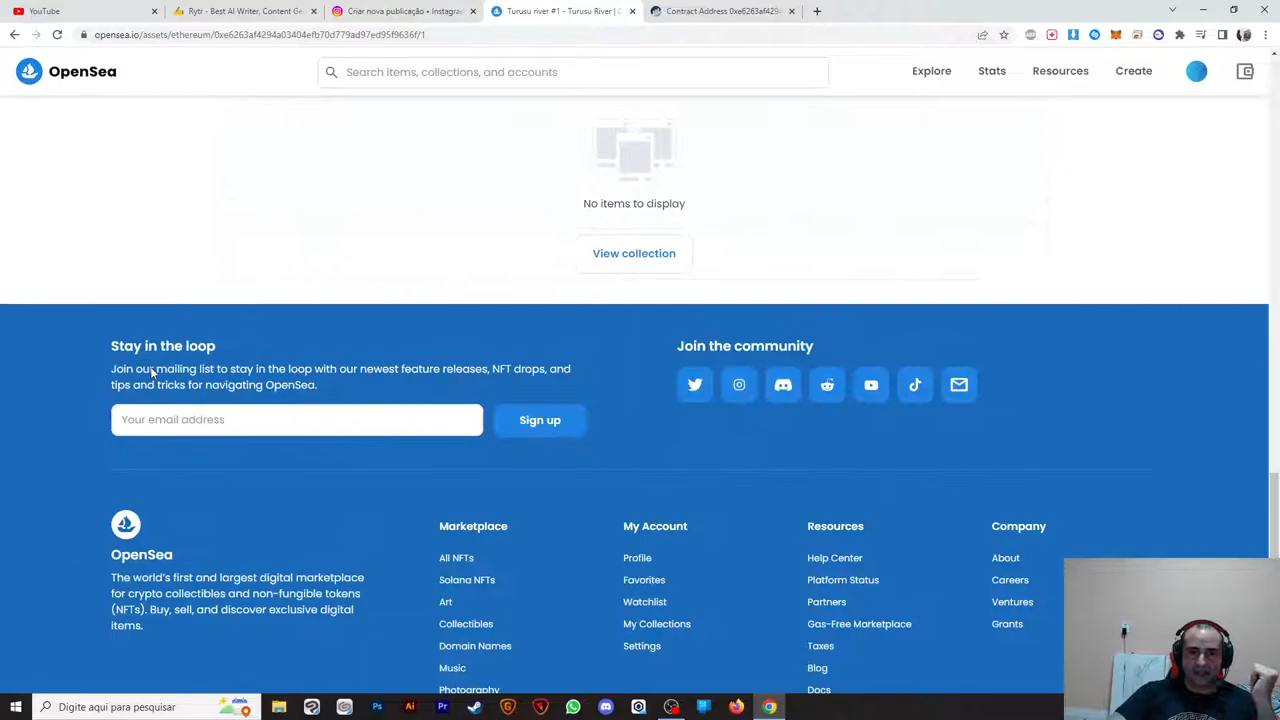 YouTube
Rytr - Best AI Writer, Content Ge
Criar nova publicação • Instagram
Turusu river #1 - Turusu River | O
Contract Address 0xe6263af4294a
opensea.io/assets/ethereum/0xe6263af4294a03404efb70d779ad97ed95f9636f/1
OpenSea
Search items, collections, and accounts
Explore
Stats
Resources
Create
No items to display
View collection
Stay in the loop
Join our mailing list to stay in the loop with our newest feature releases, NFT drops, and
tips and tricks for navigating OpenSea.
Your email address
Sign up
Join the community
OpenSea
The world's first and largest digital marketplace
for crypto collectibles and non-fungible tokens
(NFTs). Buy, sell, and discover exclusive digital
items.
Marketplace
All NFTs
Solana NFTs
Art
Collectibles
Domain Names
Music
Photography
My Account
Profile
Favorites
Watchlist
My Collections
Settings
Resources
Help Center
Platform Status
Partners
Gas-Free Marketplace
Taxes
Blog
Docs
Company
About
Careers
Ventures
Grants
Digite aqui para pesquisar